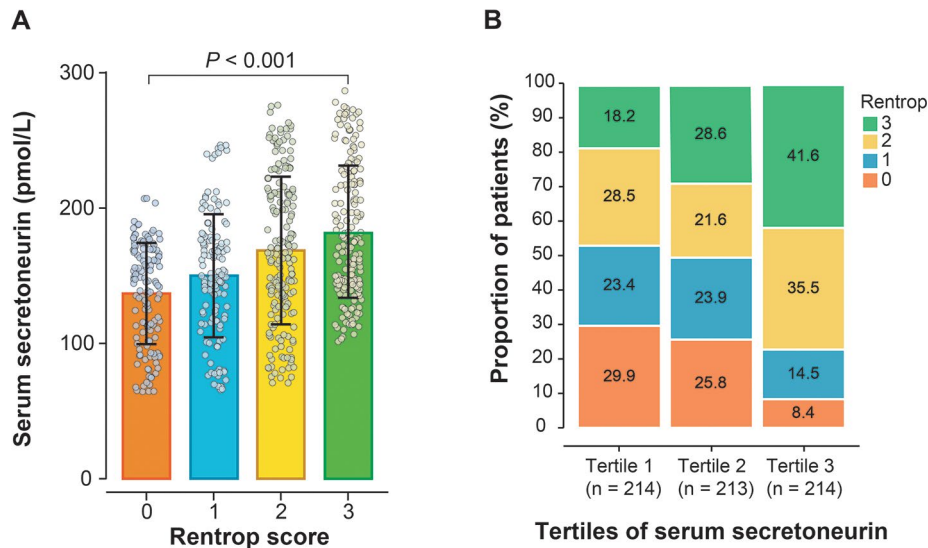 A
P < 0.001
Serum secretoneurin (pmol/L)
300
200
100
0
0 1 2 3
Rentrop score
B
Proportion of patients (%)
100
90
80
70
60
50
40
30
20
10
0
18.2
28.5
23.4
29.9
28.6
21.6
23.9
25.8
41.6
35.5
14.5
8.4
Rentrop
3
2
1
0
Tertile 1
(n = 214)
Tertile 2
(n = 213)
Tertile 3
(n = 214)
Tertiles of serum secretoneurin